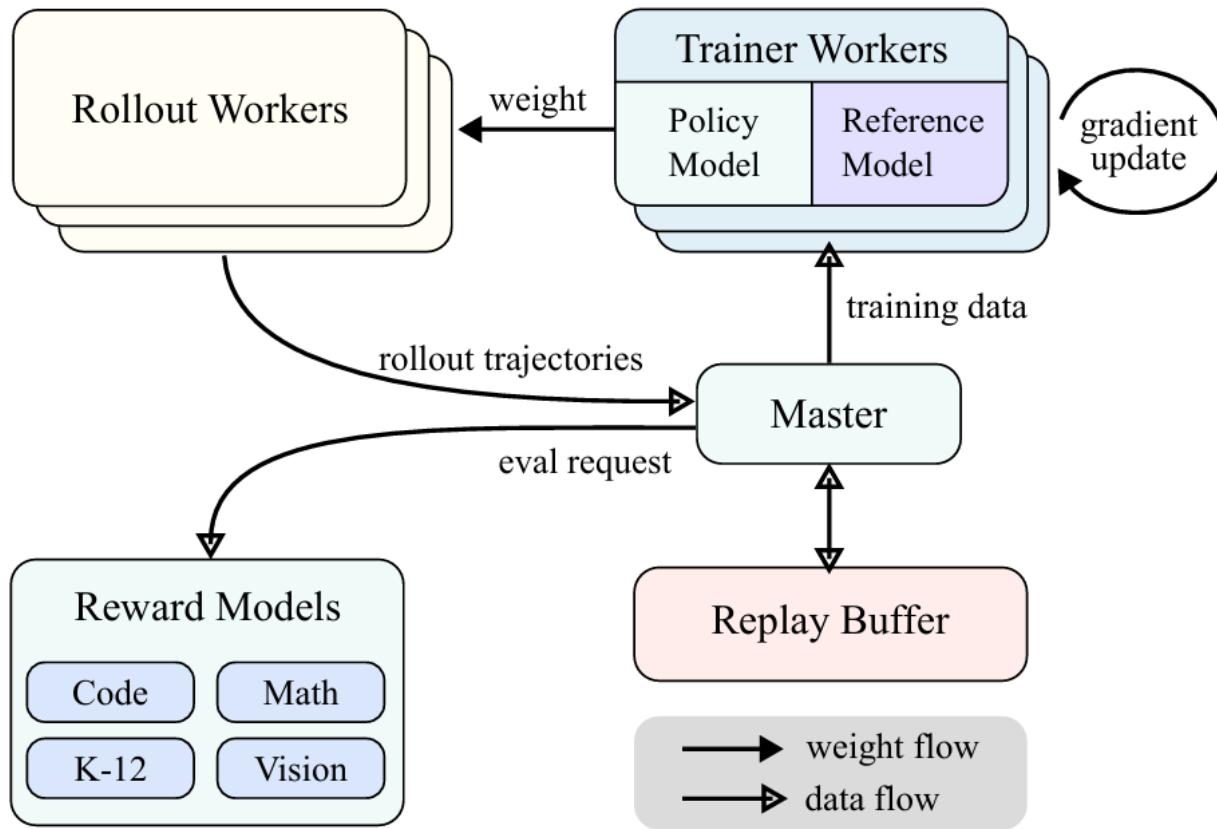 Rollout Workers
weight
Trainer Workers
Policy
Model
Reference
Model
gradient
update
training data
rollout trajectories
Master
eval request
Reward Models
Code
Math
K-12
Vision
Replay Buffer
weight flow
data flow